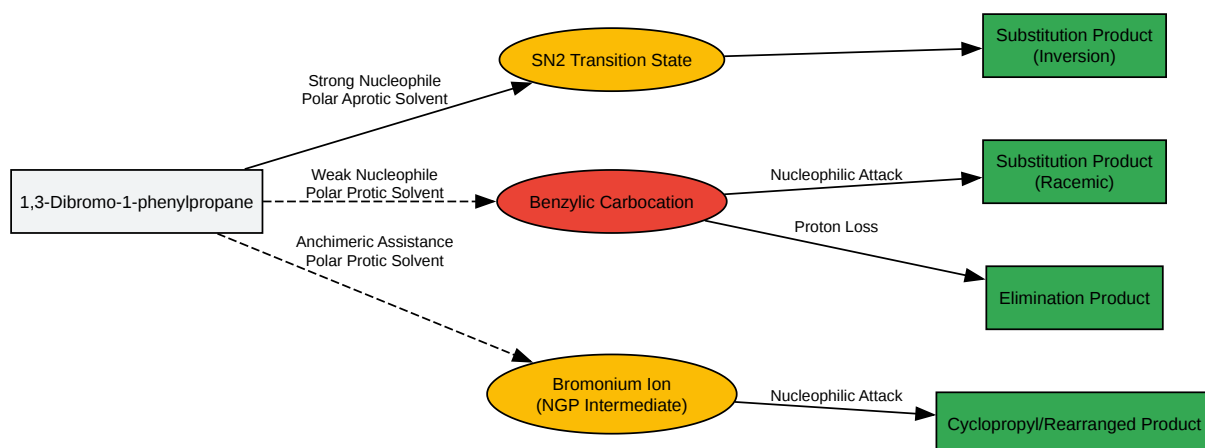 SN2 Transition State
Substitution Product
(Inversion)
Strong Nucleophile
Polar Aprotic Solvent
1,3-Dibromo-1-phenylpropane
Weak Nucleophile
Polar Protic Solvent
Benzylic Carbocation
Nucleophilic Attack
Substitution Product
(Racemic)
Proton Loss
Elimination Product
Anchimeric Assistance
Polar Protic Solvent
Bromonium Ion
(NGP Intermediate)
Nucleophilic Attack
Cyclopropyl/Rearranged Product